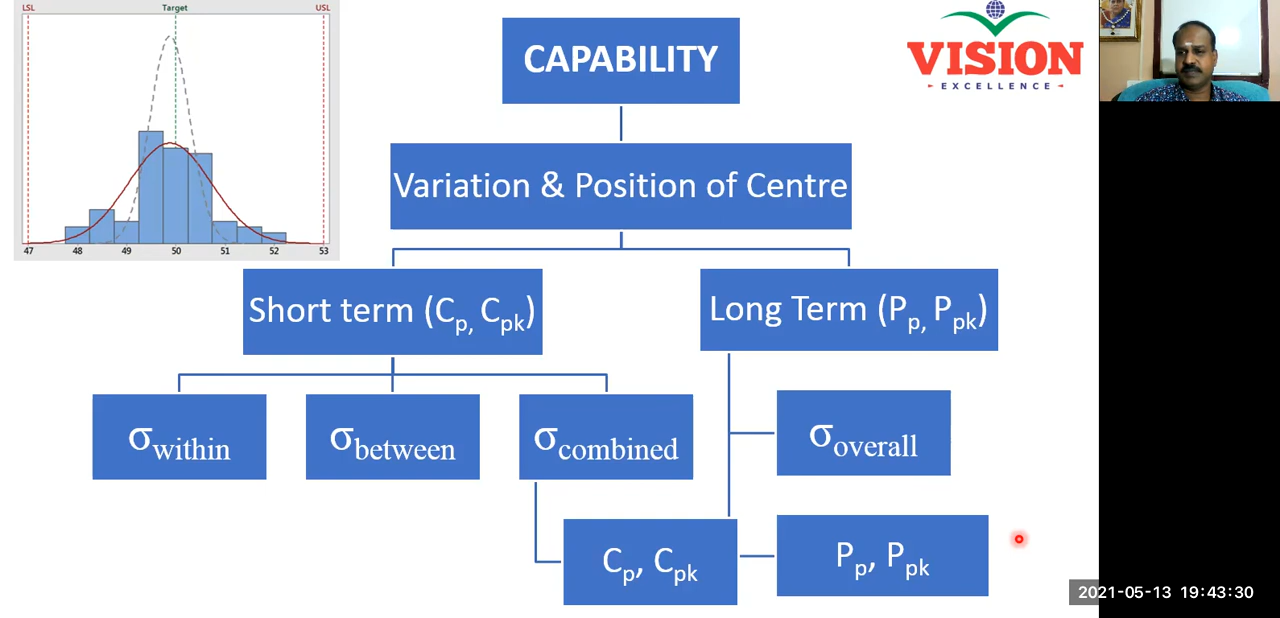 LSL Target USL
47 48 49 50 51 52 53
CAPABILITY
VISION
EXCELLENCE
Variation & Position of Centre
Short term (Cp, Cpk)
Long Term (Pp, Ppk)
σwithin
σbetween
σcombined
σoverall
Cp, Cpk
Pp, Ppk
2021-05-13 19:43:30